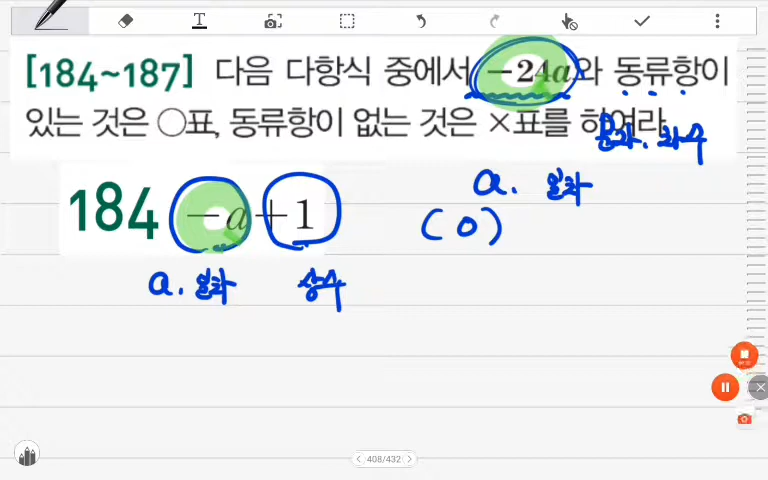 [184~187] 다음 다항식 중에서 −24a와 동류항이
있는 것은 ○표, 동류항이 없는 것은 ×표를 하여라.
문자. 차수
184 −a+1
a. 일차
(○)
a. 일차
상수
408/432